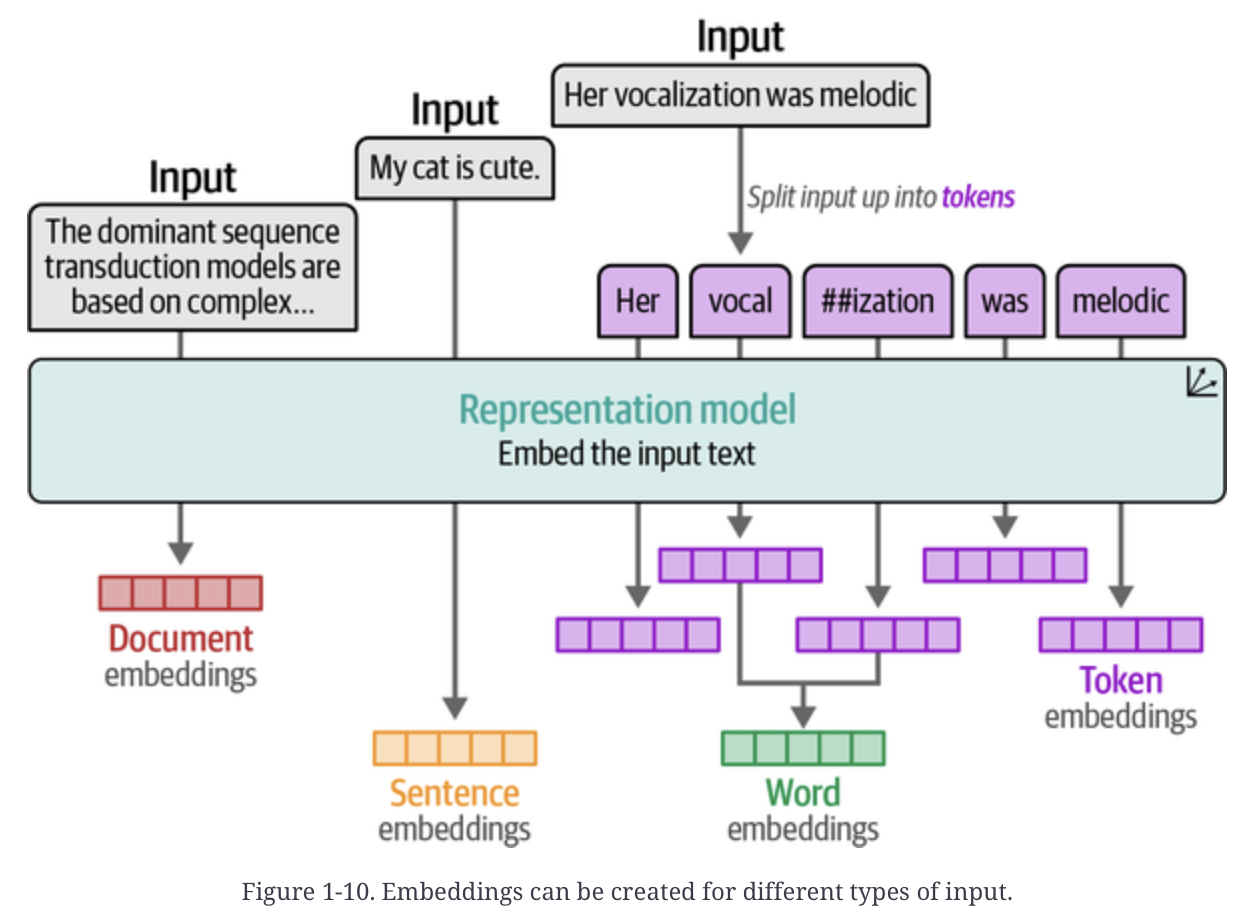 Input
Her vocalization was melodic
Input
My cat is cute.
Input
The dominant sequence
transduction models are
based on complex...
Split input up into tokens
Her
vocal
##ization
was
melodic
Representation model
Embed the input text
Document
embeddings
Sentence
embeddings
Word
embeddings
Token
embeddings
Figure 1-10. Embeddings can be created for different types of input.